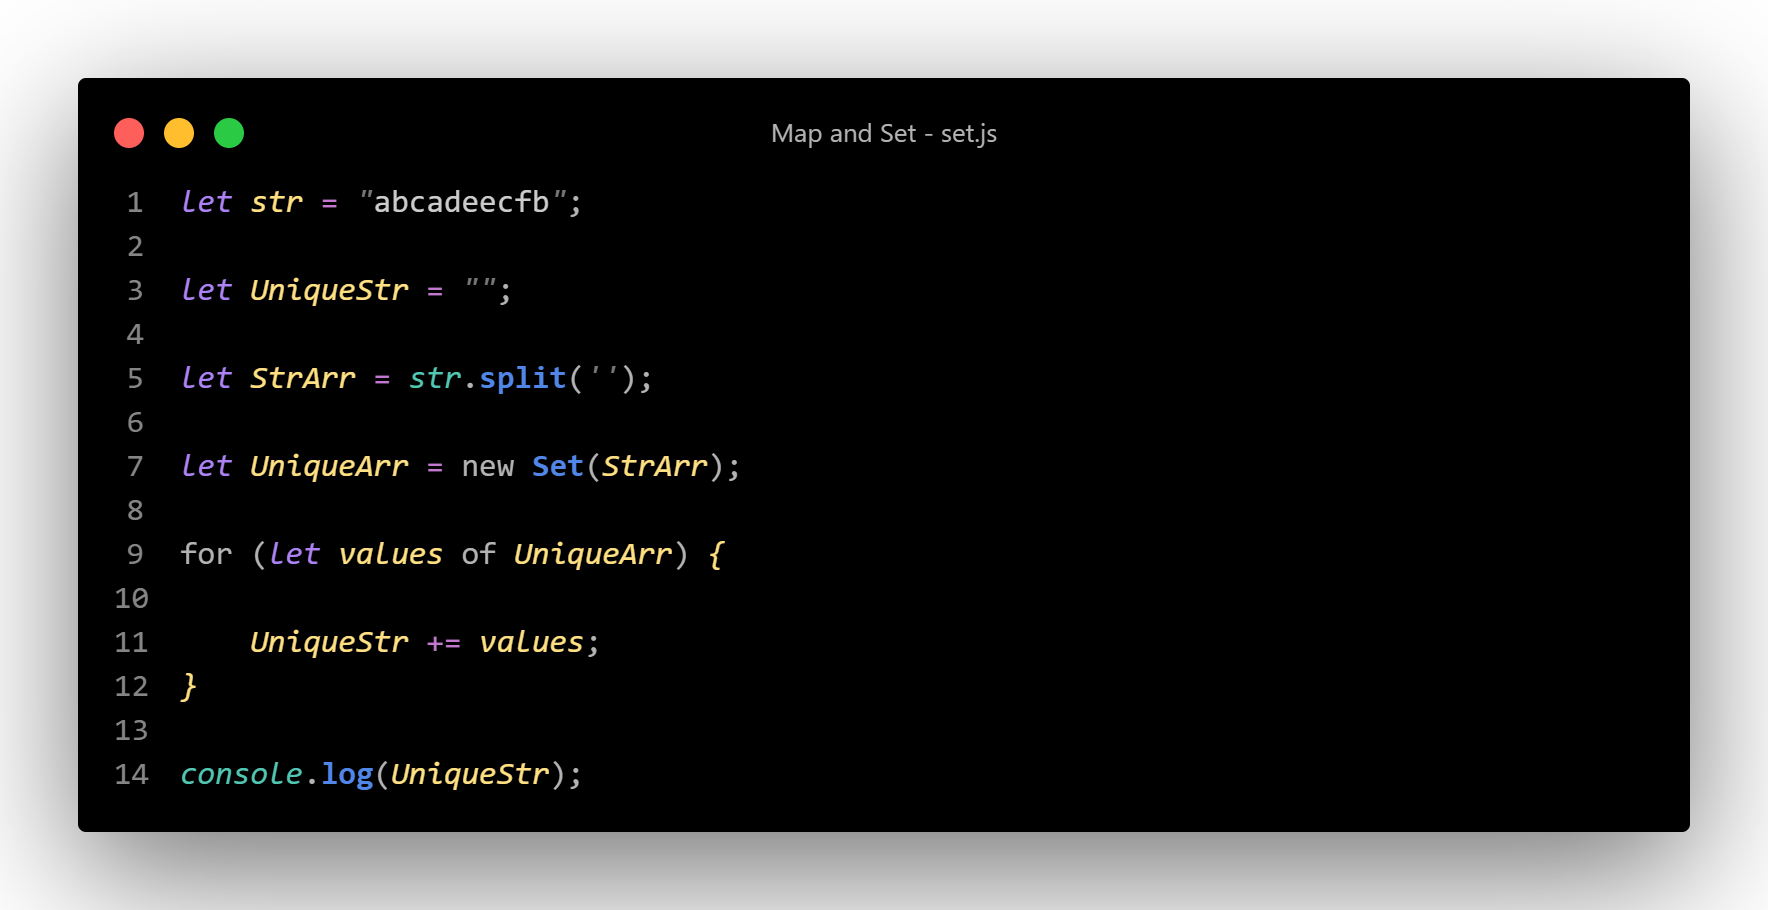 Map and Set - set.js
1 let str = "abcadeecfb";
2
3 let UniqueStr = "";
4
5 let StrArr = str.split('');
6
7 let UniqueArr = new Set(StrArr);
8
9 for (let values of UniqueArr) {
10
11     UniqueStr += values;
12 }
13
14 console.log(UniqueStr);